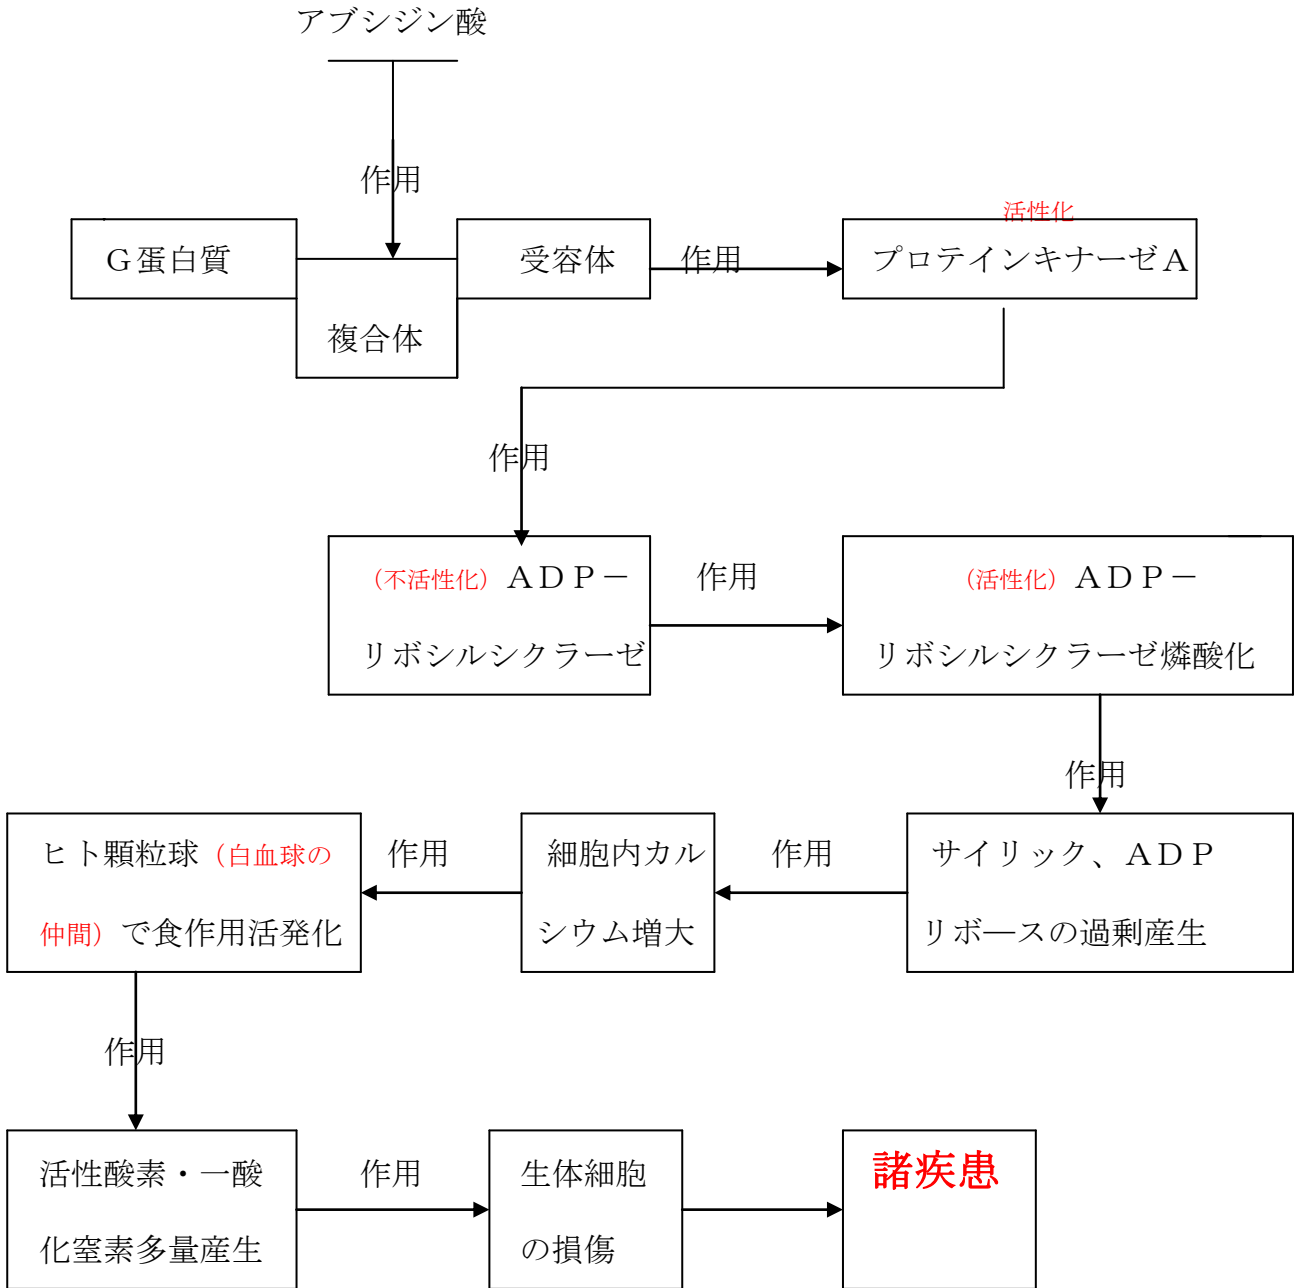 アブシジン酸
作用
活性化
G蛋白質
受容体
作用
プロテインキナーゼA
複合体
作用
(不活性化) ADP－
作用
(活性化) ADP－
リボシルシクラーゼ
リボシルシクラーゼ燐酸化
作用
ヒト顆粒球 (白血球の
作用
細胞内カル
作用
サイリック、ADP
仲間) で食作用活発化
シウム増大
リボ―スの過剰産生
作用
活性酸素・一酸
作用
生体細胞
諸疾患
化窒素多量産生
の損傷